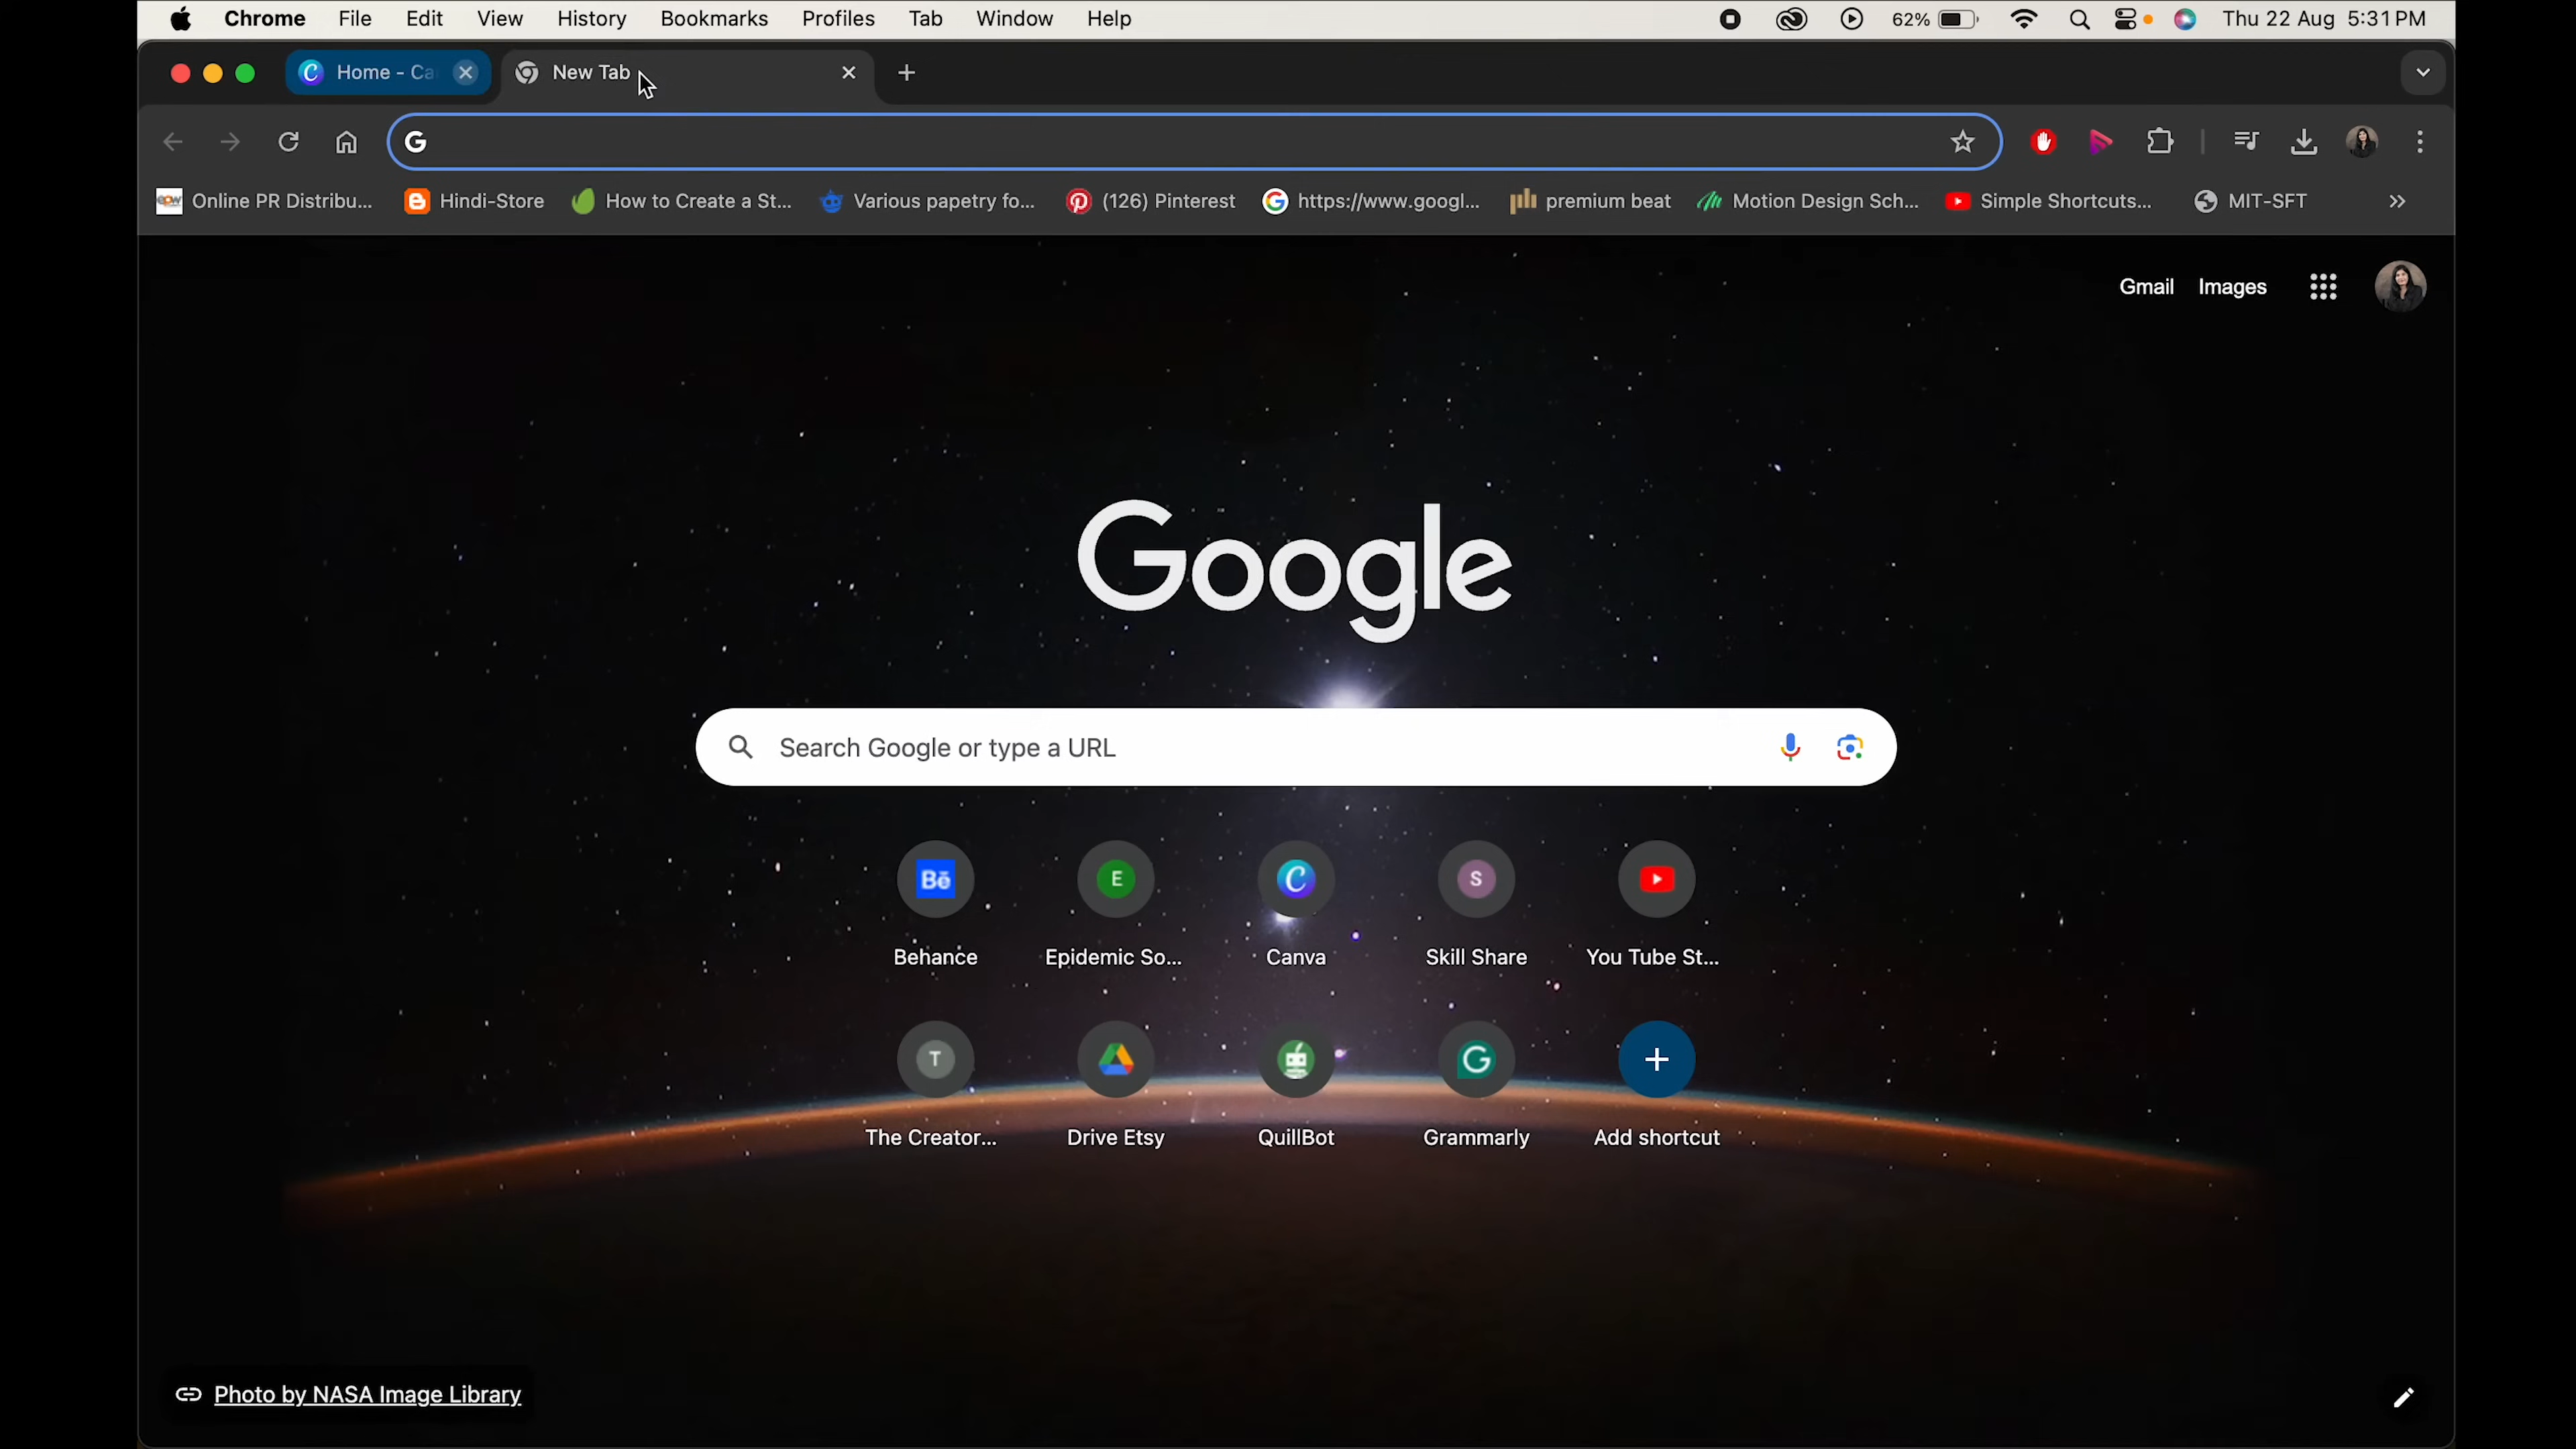 Chrome File Edit View History Bookmarks Profiles Tab Window Help 62% Thu 22 Aug 5:31 PM
Home - Ca New Tab
Online PR Distribu... Hindi-Store How to Create a St... Various papetry fo... (126) Pinterest https://www.googl... premium beat Motion Design Sch... Simple Shortcuts... MIT-SFT
Gmail Images
Google
Search Google or type a URL
Bē E C S
Behance Epidemic So... Canva Skill Share You Tube St...
T G
The Creator... Drive Etsy QuillBot Grammarly Add shortcut
Photo by NASA Image Library